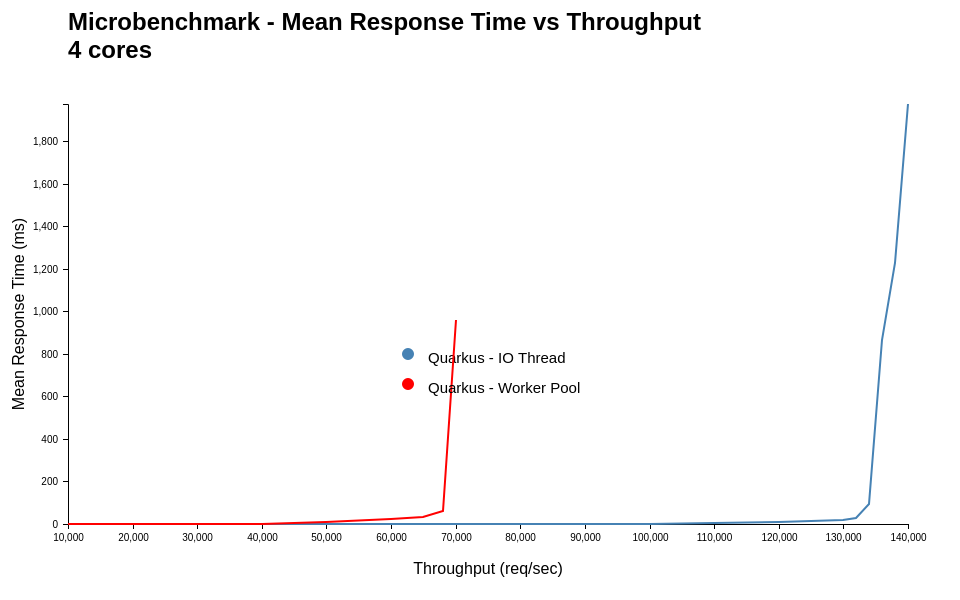 Microbenchmark - Mean Response Time vs Throughput
4 cores
Mean Response Time (ms)
1,800
1,600
1,400
1,200
1,000
800
600
400
200
0
Quarkus - IO Thread
Quarkus - Worker Pool
10,000 20,000 30,000 40,000 50,000 60,000 70,000 80,000 90,000 100,000 110,000 120,000 130,000 140,000
Throughput (req/sec)